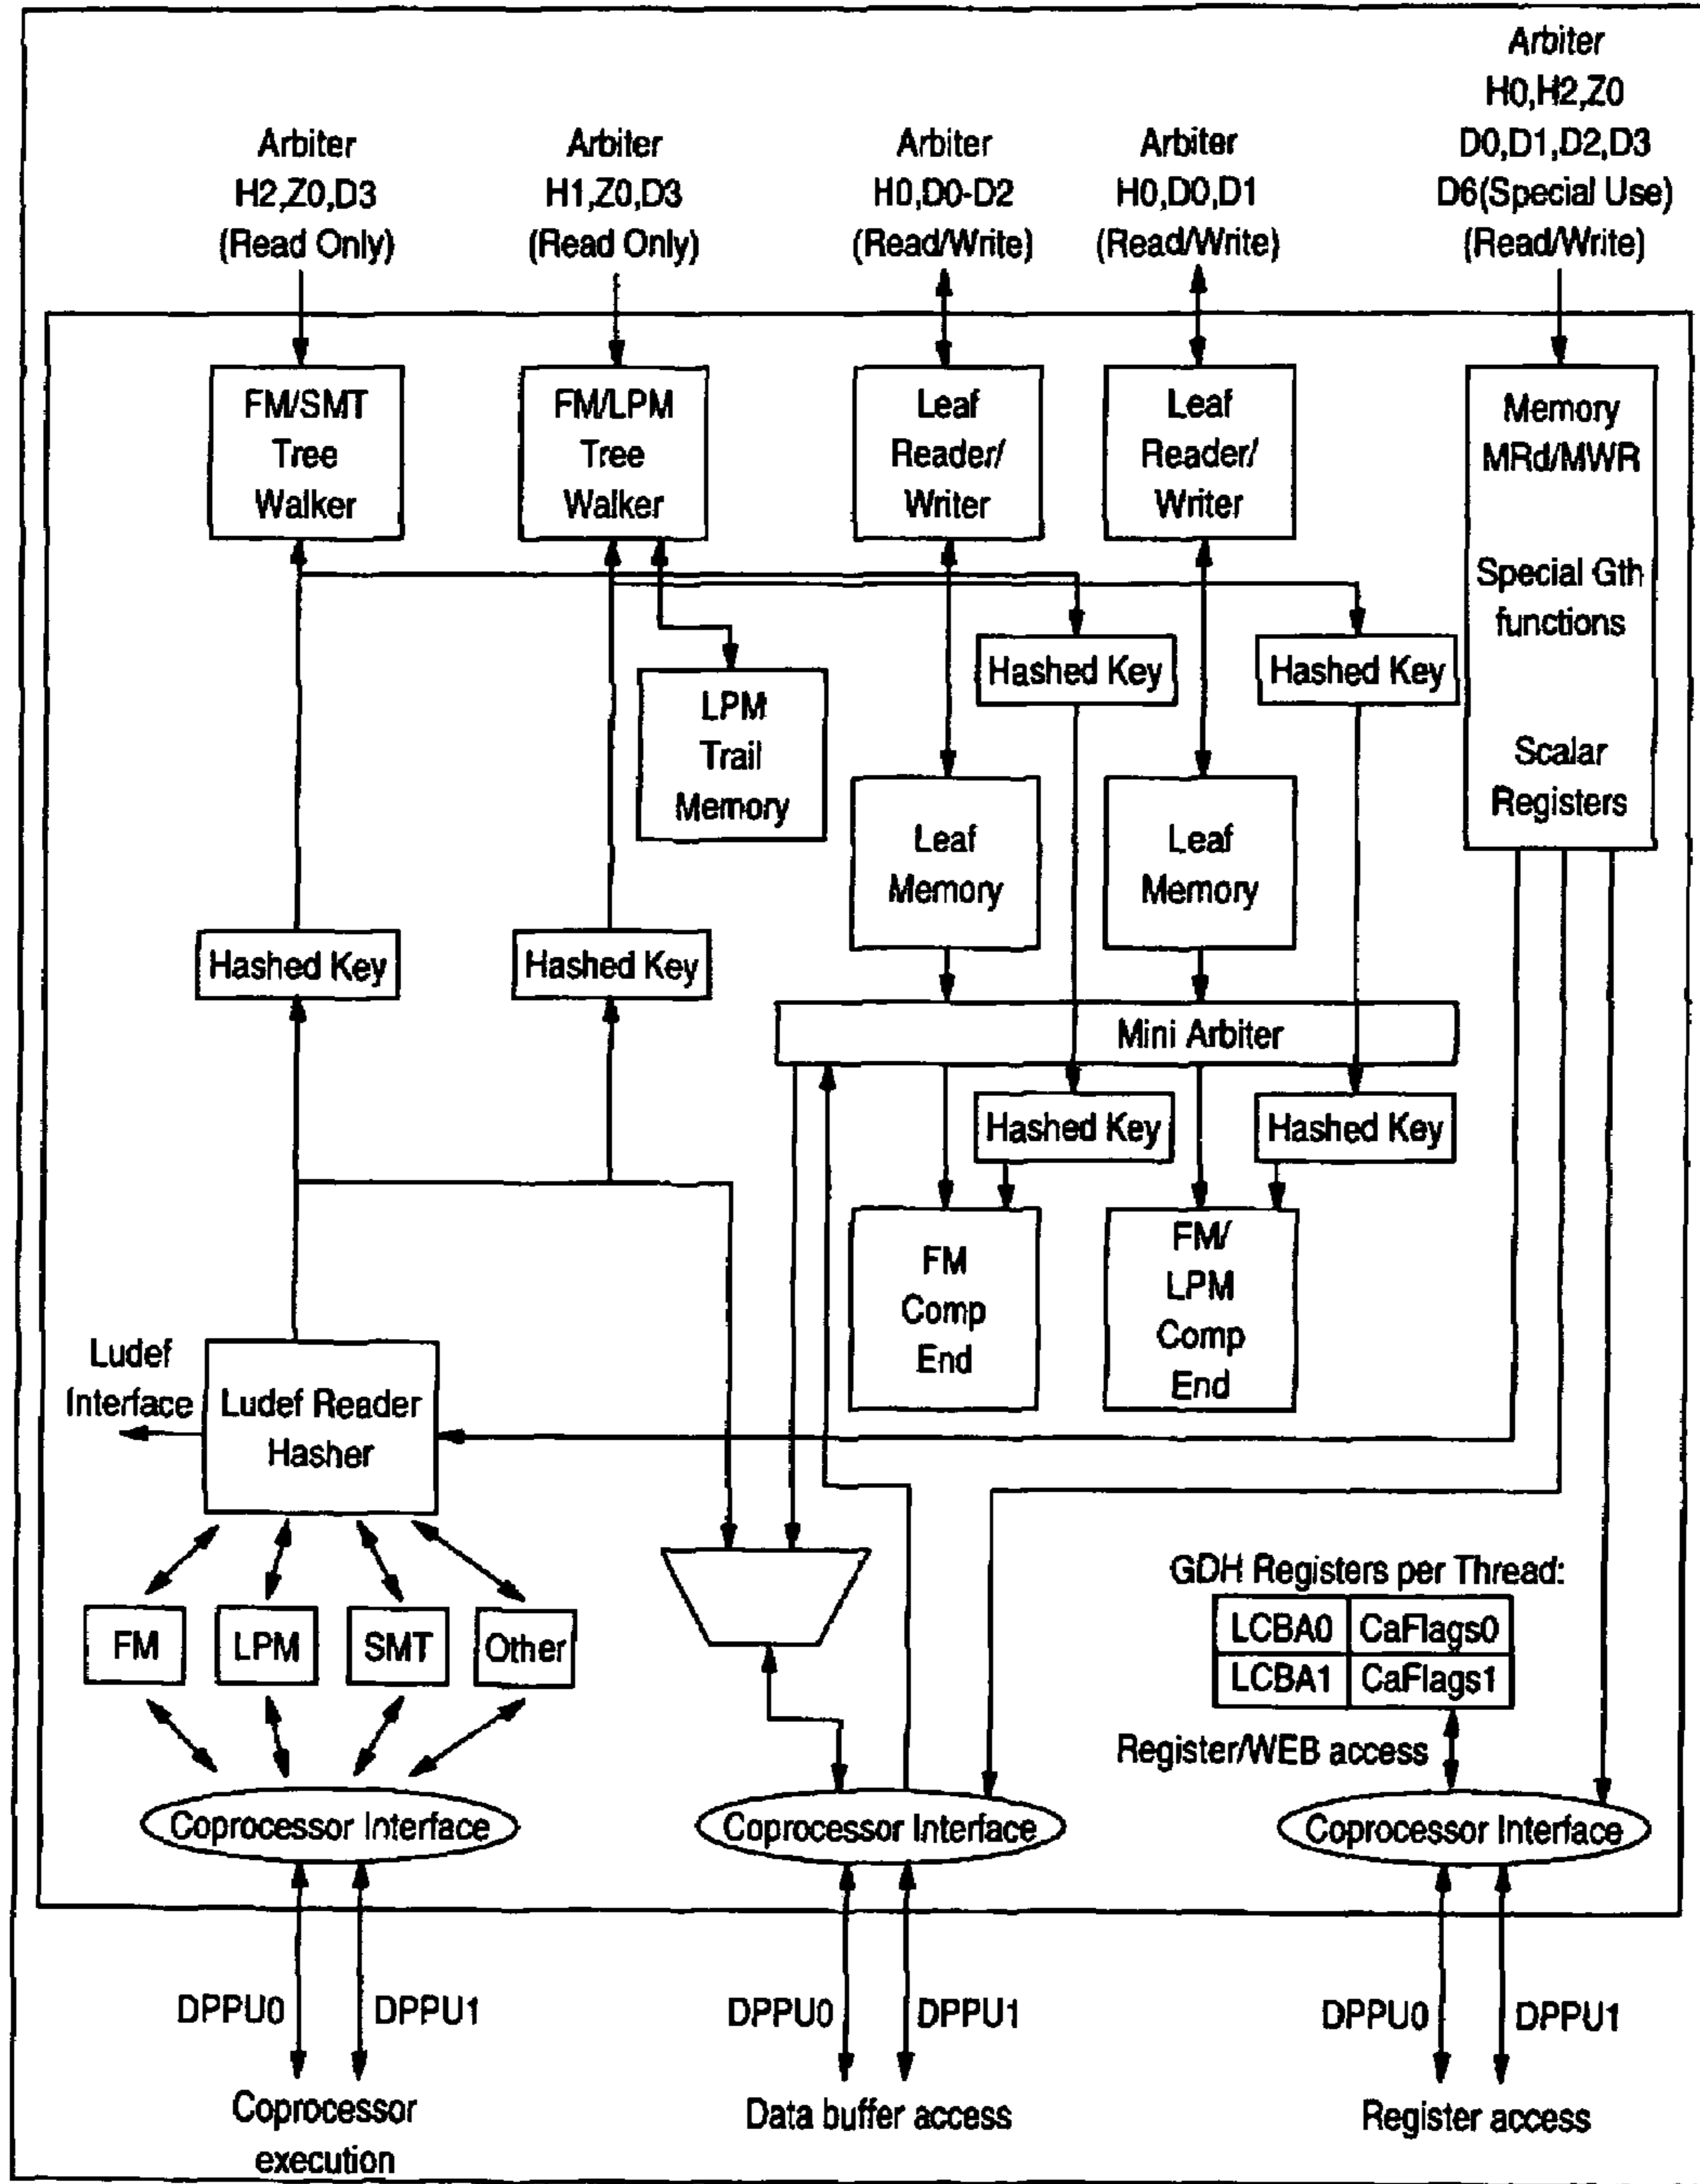 Arbiter
H2,Z0,D3
(Read Only)
Arbiter
H1,Z0,D3
(Read Only)
Arbiter
H0,D0-D2
(Read/Write)
Arbiter
H0,D0,D1
(Read/Write)
Arbiter
H0,H2,Z0
D0,D1,D2,D3
D6(Special Use)
(Read/Write)
FM/SMT
Tree
Walker
FM/LPM
Tree
Walker
Leaf
Reader/
Writer
Leaf
Reader/
Writer
Memory
MRd/MWR
Special Gth
functions
Scalar
Registers
Hashed Key
Hashed Key
LPM
Trail
Memory
Leaf
Memory
Leaf
Memory
Hashed Key
Hashed Key
Mini Arbiter
Hashed Key
Hashed Key
FM
Comp
End
FM/
LPM
Comp
End
Ludef
Interface
Ludef Reader
Hasher
FM
LPM
SMT
Other
GDH Registers per Thread:
LCBA0 CaFlags0
LCBA1 CaFlags1
Register/WEB access
Coprocessor Interface
Coprocessor Interface
Coprocessor Interface
DPPU0 DPPU1
DPPU0 DPPU1
DPPU0 DPPU1
Coprocessor
execution
Data buffer access
Register access